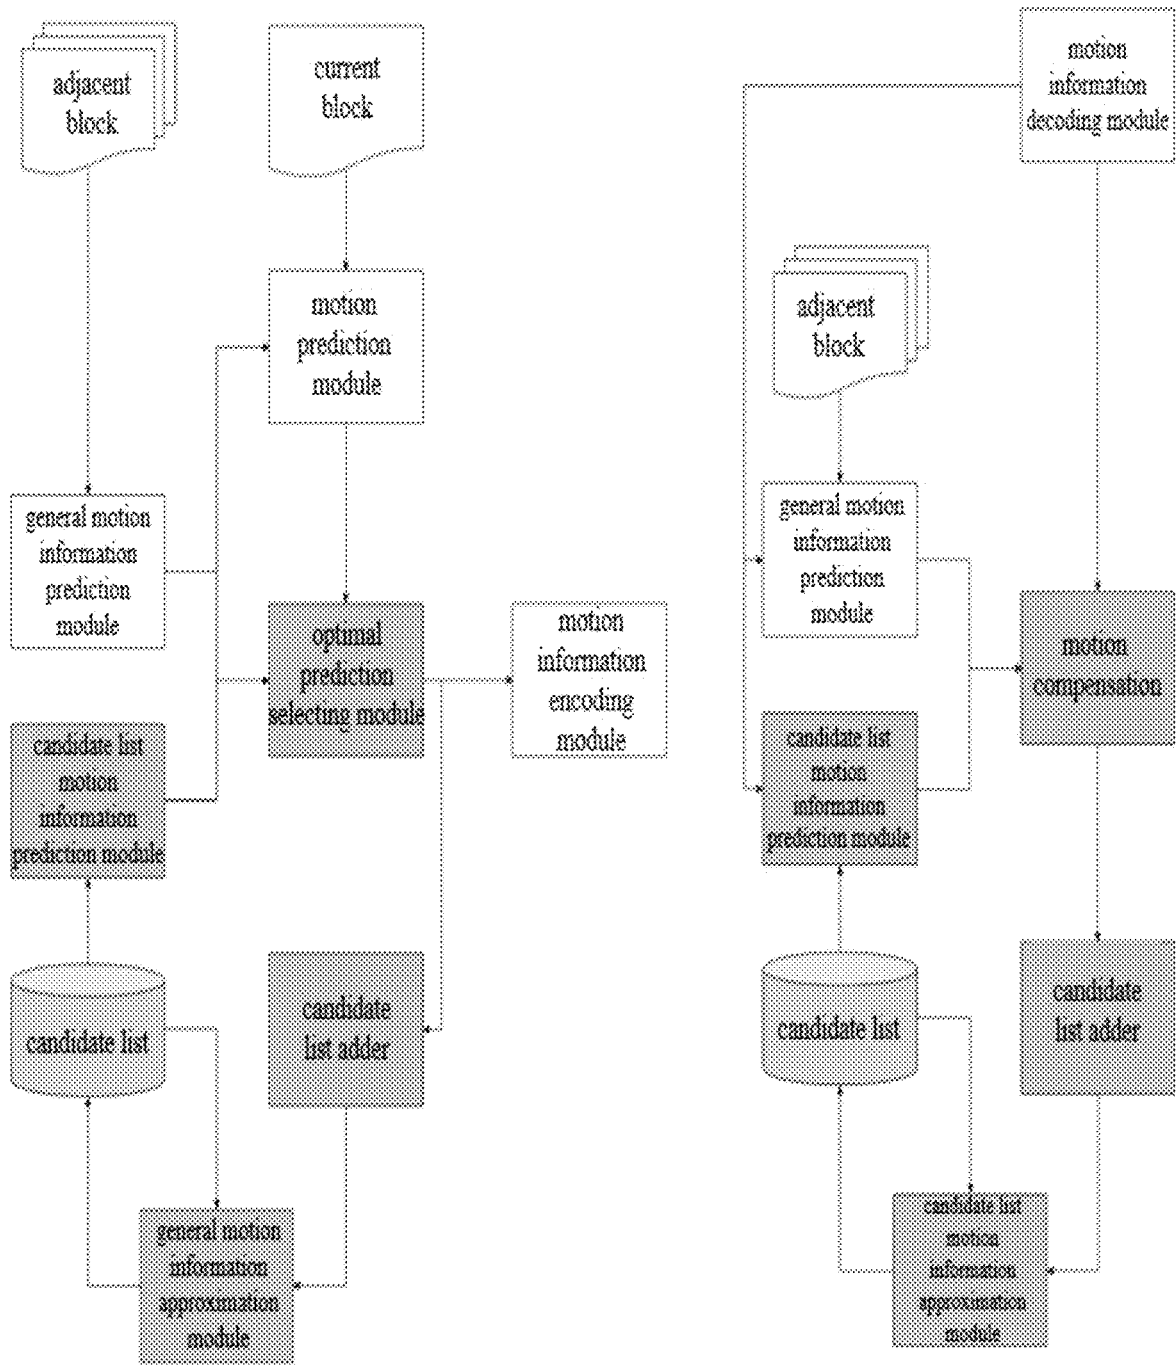 adjacent
block
current
block
motion
prediction
module
general motion
information
prediction
module
optimal
prediction
selecting module
motion
information
encoding
module
candidate list
motion
information
prediction module
candidate list
candidate
list adder
general motion
information
approximation
module
motion
information
decoding module
adjacent
block
general motion
information
prediction
module
motion
compensation
candidate list
motion
information
prediction module
candidate list
candidate
list adder
candidate list
motion
information
approximation
module